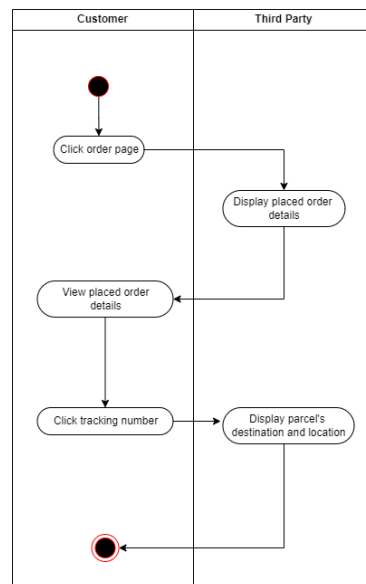 Customer
Third Party
Click order page
Display placed order
details
View placed order
details
Click tracking number
Display parcel's
destination and location